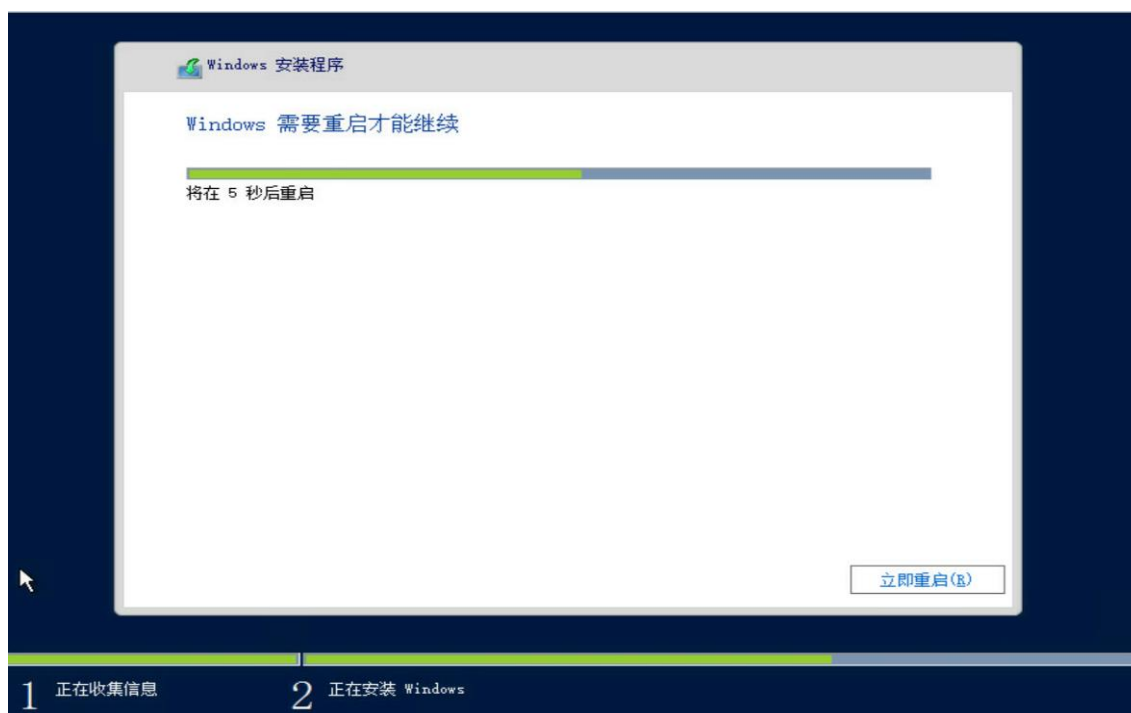 Windows 安装程序
Windows 需要重启才能继续
将在 5 秒后重启
立即重启(R)
1 正在收集信息
2 正在安装 Windows